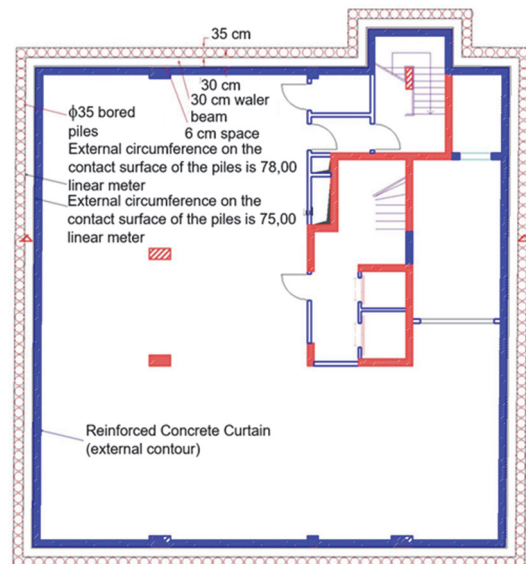 35 cm
30 cm
30 cm waler
beam
6 cm space
ϕ35 bored
piles
External circumference on the
contact surface of the piles is 78,00
linear meter
External circumference on the
contact surface of the piles is 75,00
linear meter
Reinforced Concrete Curtain
(external contour)